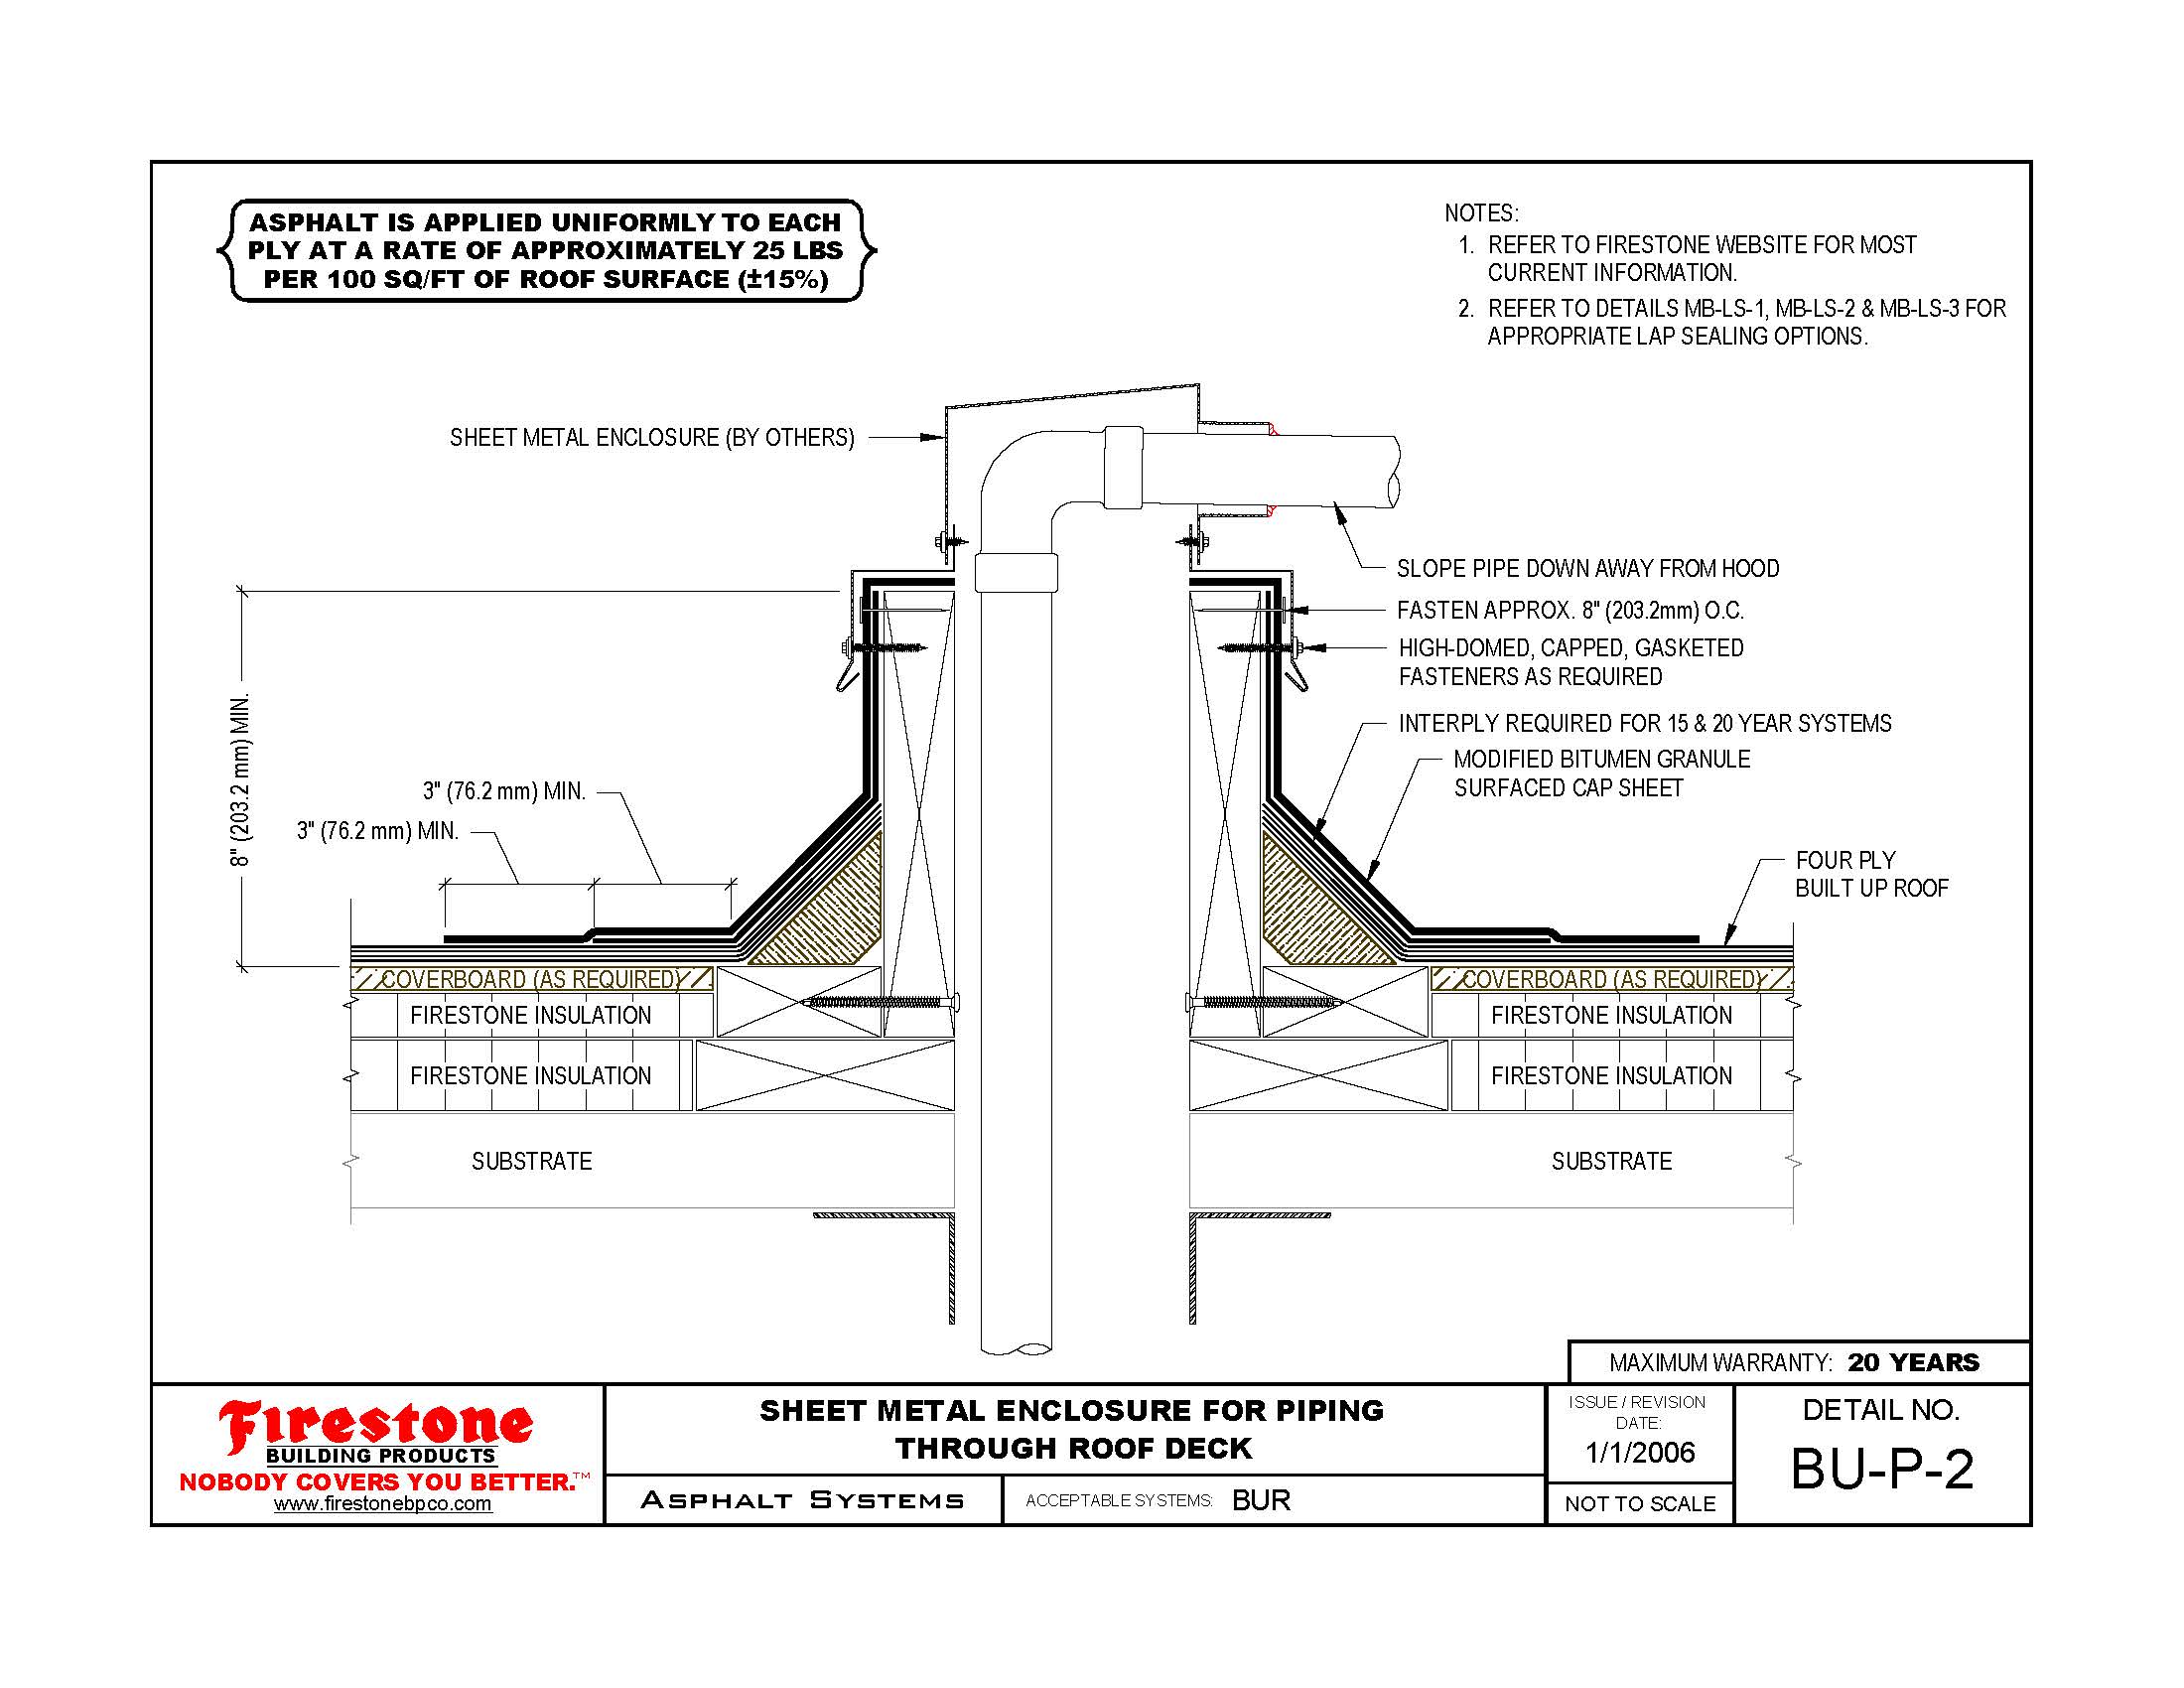 ASPHALT IS APPLIED UNIFORMLY TO EACH
PLY AT A RATE OF APPROXIMATELY 25 LBS
PER 100 SQ/FT OF ROOF SURFACE (±15%)
NOTES:
1. REFER TO FIRESTONE WEBSITE FOR MOST
CURRENT INFORMATION.
2. REFER TO DETAILS MB-LS-1, MB-LS-2 & MB-LS-3 FOR
APPROPRIATE LAP SEALING OPTIONS.
SHEET METAL ENCLOSURE (BY OTHERS)
SLOPE PIPE DOWN AWAY FROM HOOD
FASTEN APPROX. 8" (203.2mm) O.C.
HIGH-DOMED, CAPPED, GASKETED
FASTENERS AS REQUIRED
INTERPLY REQUIRED FOR 15 & 20 YEAR SYSTEMS
MODIFIED BITUMEN GRANULE
SURFACED CAP SHEET
8" (203.2 mm) MIN.
3" (76.2 mm) MIN.
3" (76.2 mm) MIN.
FOUR PLY
BUILT UP ROOF
COVERBOARD (AS REQUIRED)
FIRESTONE INSULATION
FIRESTONE INSULATION
SUBSTRATE
COVERBOARD (AS REQUIRED)
FIRESTONE INSULATION
FIRESTONE INSULATION
SUBSTRATE
MAXIMUM WARRANTY: 20 YEARS
Firestone
BUILDING PRODUCTS
NOBODY COVERS YOU BETTER.™
www.firestonebpco.com
SHEET METAL ENCLOSURE FOR PIPING
THROUGH ROOF DECK
ASPHALT SYSTEMS
ACCEPTABLE SYSTEMS: BUR
ISSUE / REVISION
DATE:
1/1/2006
NOT TO SCALE
DETAIL NO.
BU-P-2